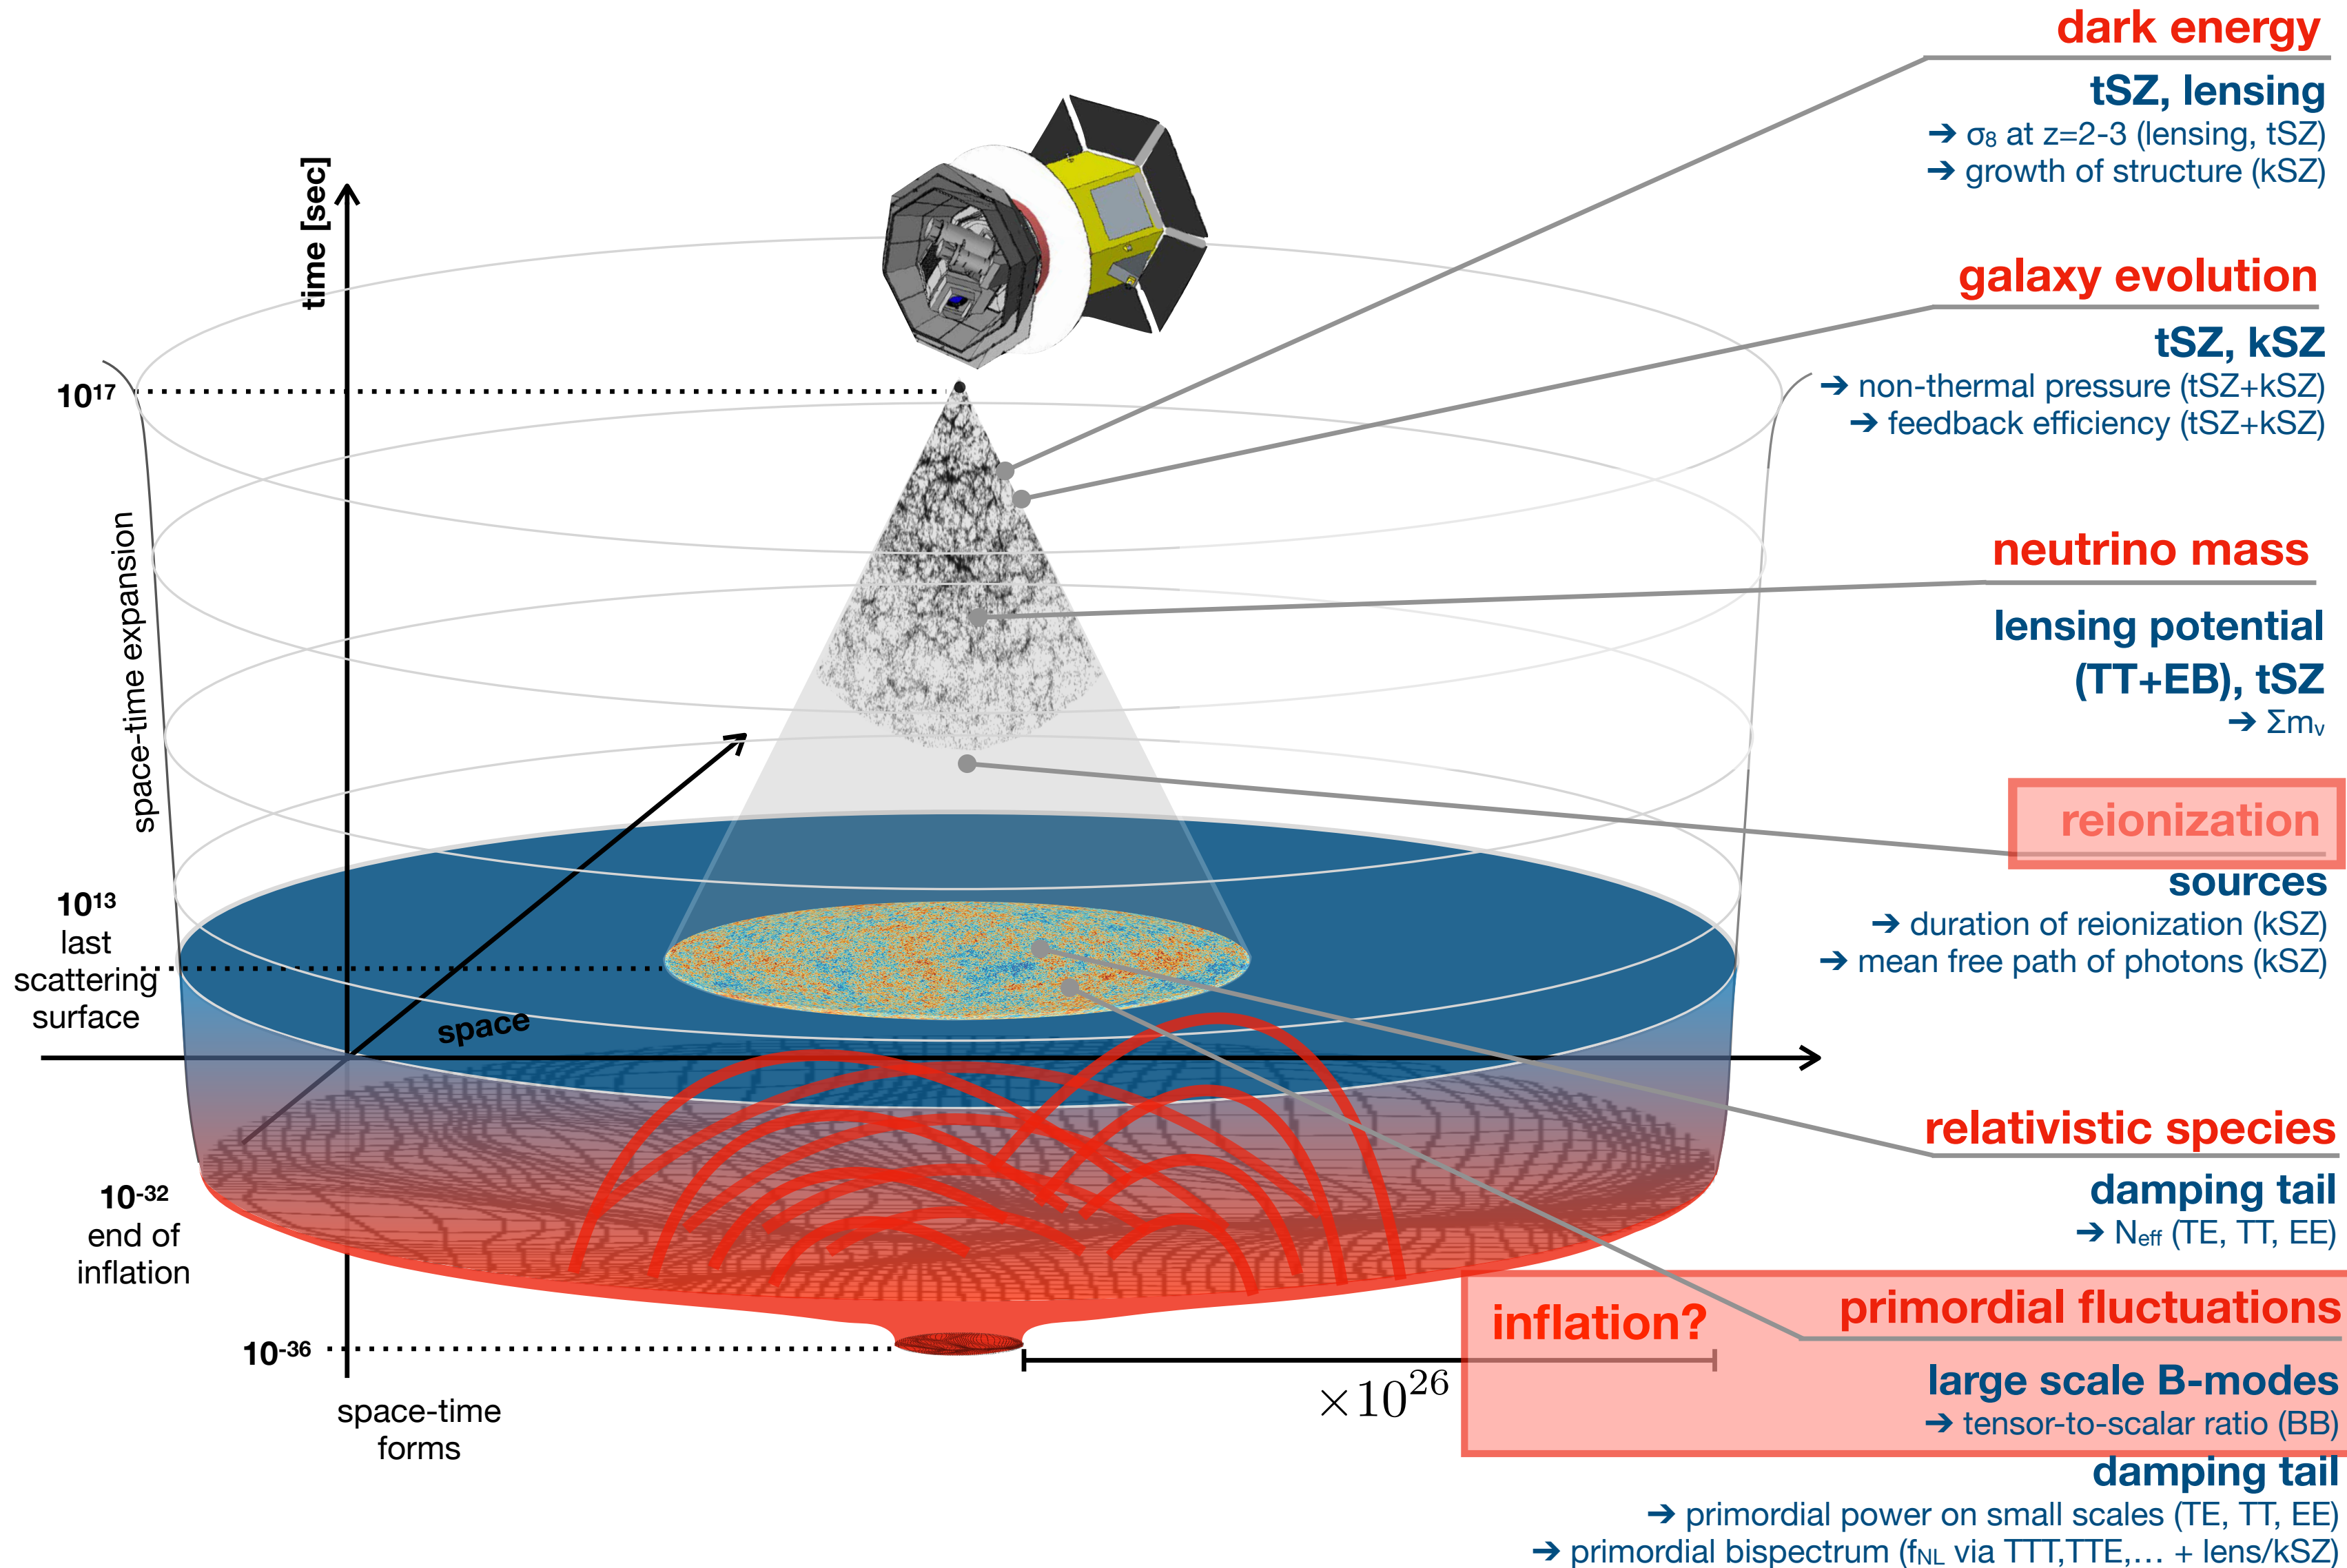 dark energy
tSZ, lensing
➔ σ₈ at z=2-3 (lensing, tSZ)
➔ growth of structure (kSZ)
galaxy evolution
tSZ, kSZ
➔ non-thermal pressure (tSZ+kSZ)
➔ feedback efficiency (tSZ+kSZ)
neutrino mass
lensing potential
(TT+EB), tSZ
➔ Σmᵥ
reionization
sources
➔ duration of reionization (kSZ)
➔ mean free path of photons (kSZ)
relativistic species
damping tail
➔ Neff (TE, TT, EE)
inflation?
primordial fluctuations
large scale B-modes
➔ tensor-to-scalar ratio (BB)
damping tail
➔ primordial power on small scales (TE, TT, EE)
➔ primordial bispectrum (fNL via TTT,TTE,… + lens/kSZ)
time [sec]
10¹⁷
space-time expansion
10¹³
last
scattering
surface
space
10⁻³²
end of
inflation
10⁻³⁶
space-time
forms
×10²⁶